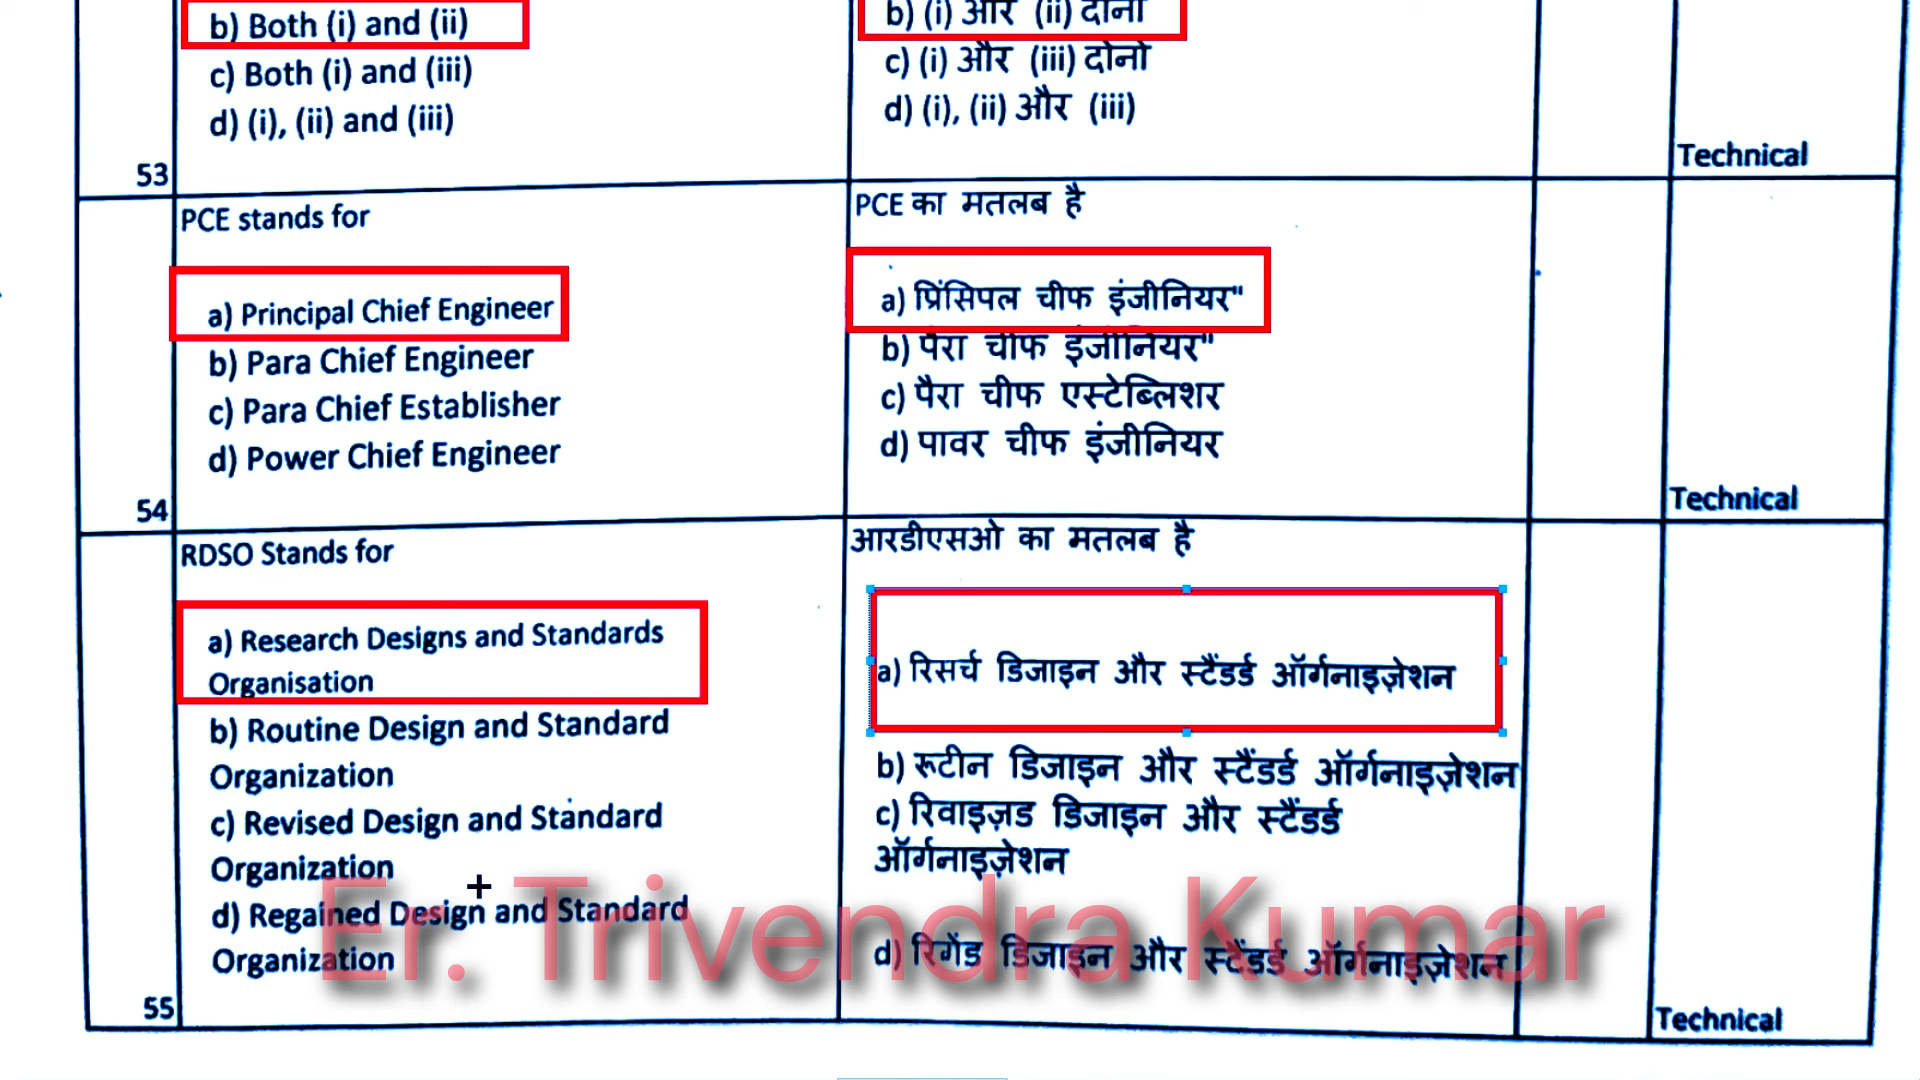 b) Both (i) and (ii)
c) Both (i) and (iii)
d) (i), (ii) and (iii)
53
b) (i) और (ii) दोनों
c) (i) और (iii) दोनों
d) (i), (ii) और (iii)
Technical
PCE stands for
a) Principal Chief Engineer
b) Para Chief Engineer
c) Para Chief Establisher
d) Power Chief Engineer
54
PCE का मतलब है
a) प्रिंसिपल चीफ इंजीनियर"
b) पैरा चीफ इंजीनियर"
c) पैरा चीफ एस्टेब्लिशर
d) पावर चीफ इंजीनियर
Technical
RDSO Stands for
a) Research Designs and Standards
Organisation
b) Routine Design and Standard
Organization
c) Revised Design and Standard
Organization
d) Regained Design and Standard
Organization
55
आरडीएसओ का मतलब है
a) रिसर्च डिजाइन और स्टैंडर्ड ऑर्गनाइज़ेशन
b) रूटीन डिजाइन और स्टैंडर्ड ऑर्गनाइज़ेशन
c) रिवाइज़ड डिजाइन और स्टैंडर्ड
ऑर्गनाइज़ेशन
d) रिगेंड डिजाइन और स्टैंडर्ड ऑर्गनाइज़ेशन
Technical
Er. Trivendra Kumar